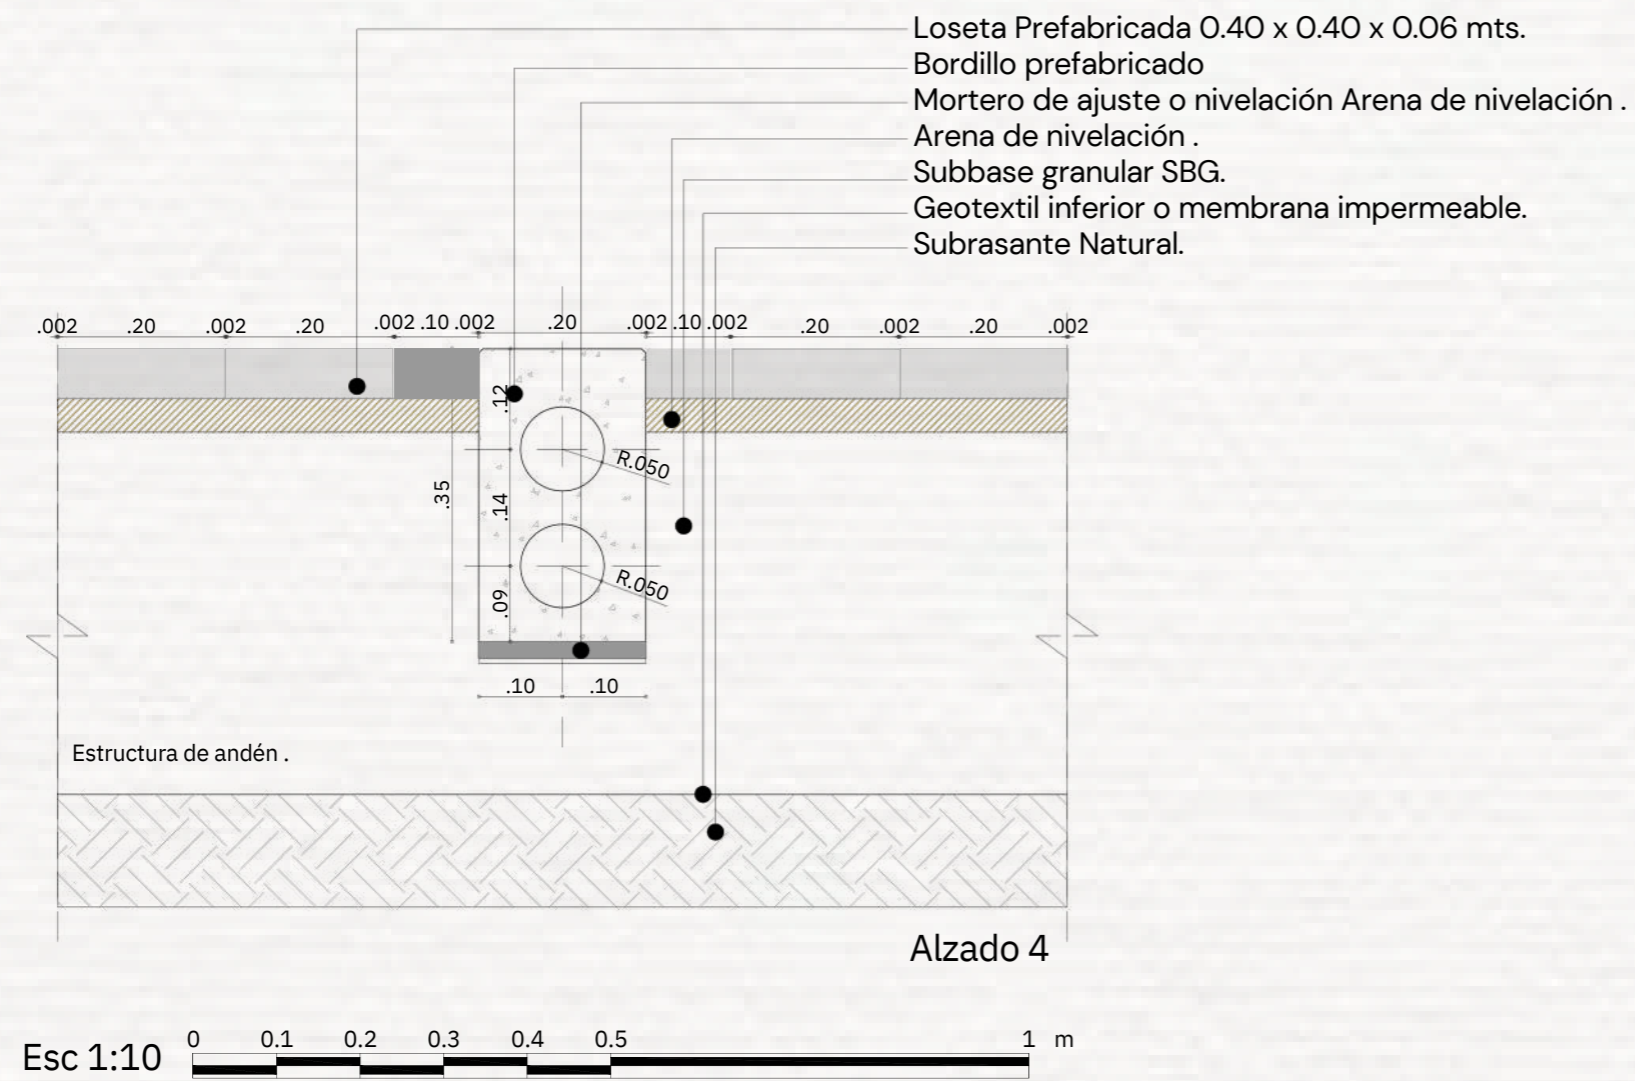 Loseta Prefabricada 0.40 x 0.40 x 0.06 mts.
Bordillo prefabricado
Mortero de ajuste o nivelación Arena de nivelación .
Arena de nivelación .
Subbase granular SBG.
Geotextil inferior o membrana impermeable.
Subrasante Natural.
.002 .20 .002 .20 .002 .10 .002 .20 .002 .10 .002 .20 .002 .20 .002
.12
R.050
.35
.14
R.050
.09
.10 .10
Estructura de andén .
Alzado 4
Esc 1:10 0 0.1 0.2 0.3 0.4 0.5 1 m